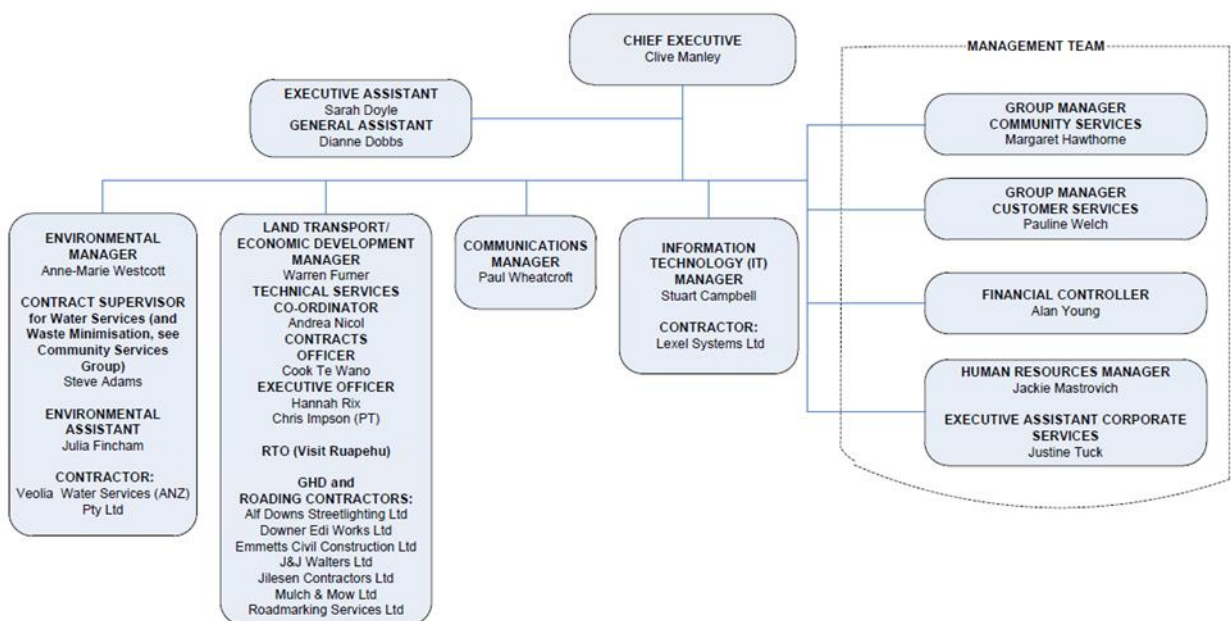 CHIEF EXECUTIVE
Clive Manley
MANAGEMENT TEAM
EXECUTIVE ASSISTANT
Sarah Doyle
GENERAL ASSISTANT
Dianne Dobbs
GROUP MANAGER
COMMUNITY SERVICES
Margaret Hawthorne
GROUP MANAGER
CUSTOMER SERVICES
Pauline Welch
FINANCIAL CONTROLLER
Alan Young
HUMAN RESOURCES MANAGER
Jackie Mastrovich
EXECUTIVE ASSISTANT CORPORATE
SERVICES
Justine Tuck
ENVIRONMENTAL
MANAGER
Anne-Marie Westcott
CONTRACT SUPERVISOR
for Water Services (and
Waste Minimisation, see
Community Services
Group)
Steve Adams
ENVIRONMENTAL
ASSISTANT
Julia Fincham
CONTRACTOR:
Veolia Water Services (ANZ)
Pty Ltd
LAND TRANSPORT/
ECONOMIC DEVELOPMENT
MANAGER
Warren Furner
TECHNICAL SERVICES
CO-ORDINATOR
Andrea Nicol
CONTRACTS
OFFICER
Cook Te Wano
EXECUTIVE OFFICER
Hannah Rix
Chris Impson (PT)
RTO (Visit Ruapehu)
GHD and
ROADING CONTRACTORS:
Alf Downs Streetlighting Ltd
Downer Edi Works Ltd
Emmetts Civil Construction Ltd
J&J Walters Ltd
Jilesen Contractors Ltd
Mulch & Mow Ltd
Roadmarking Services Ltd
COMMUNICATIONS
MANAGER
Paul Wheatcroft
INFORMATION
TECHNOLOGY (IT)
MANAGER
Stuart Campbell
CONTRACTOR:
Lexel Systems Ltd